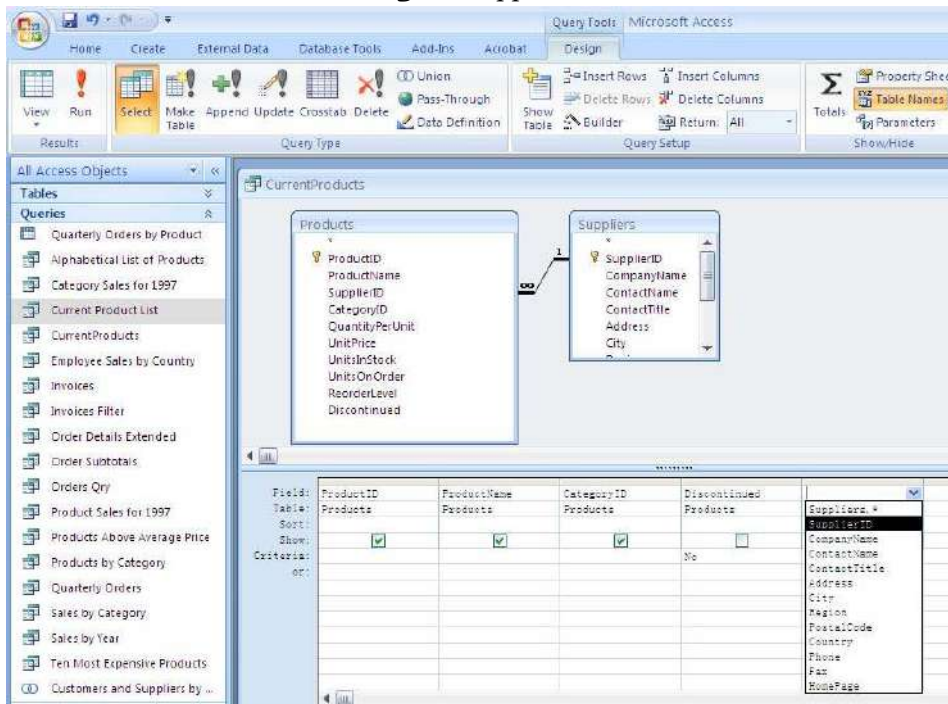 Query Tools Microsoft Access
Home Create External Data Database Tools Add-Ins Acrobat Design
View Run Select Make Table Append Update Crosstab Delete
Union
Pass-Through
Data Definition
Show Table
Insert Rows
Delete Rows
Builder
Insert Columns
Delete Columns
Return: All
Totals
Property Shee
Table Names
Parameters
Results Query Type Query Setup Show/Hide
All Access Objects
Tables
Queries
Quarterly Orders by Product
Alphabetical List of Products
Category Sales for 1997
Current Product List
CurrentProducts
Employee Sales by Country
Invoices
Invoices Filter
Order Details Extended
Order Subtotals
Orders Qry
Product Sales for 1997
Products Above Average Price
Products by Category
Quarterly Orders
Sales by Category
Sales by Year
Ten Most Expensive Products
Customers and Suppliers by ...
CurrentProducts
Products
*
ProductID
ProductName
SupplierID
CategoryID
QuantityPerUnit
UnitPrice
UnitsInStock
UnitsOnOrder
ReorderLevel
Discontinued
∞ 1
Suppliers
*
SupplierID
CompanyName
ContactName
ContactTitle
Address
City
Field: ProductID ProductName CategoryID Discontinued
Table: Products Products Products Products
Sort:
Show:
Criteria: No
or:
Suppliers.*
SupplierID
CompanyName
ContactName
ContactTitle
Address
City
Region
PostalCode
Country
Phone
Fax
HomePage